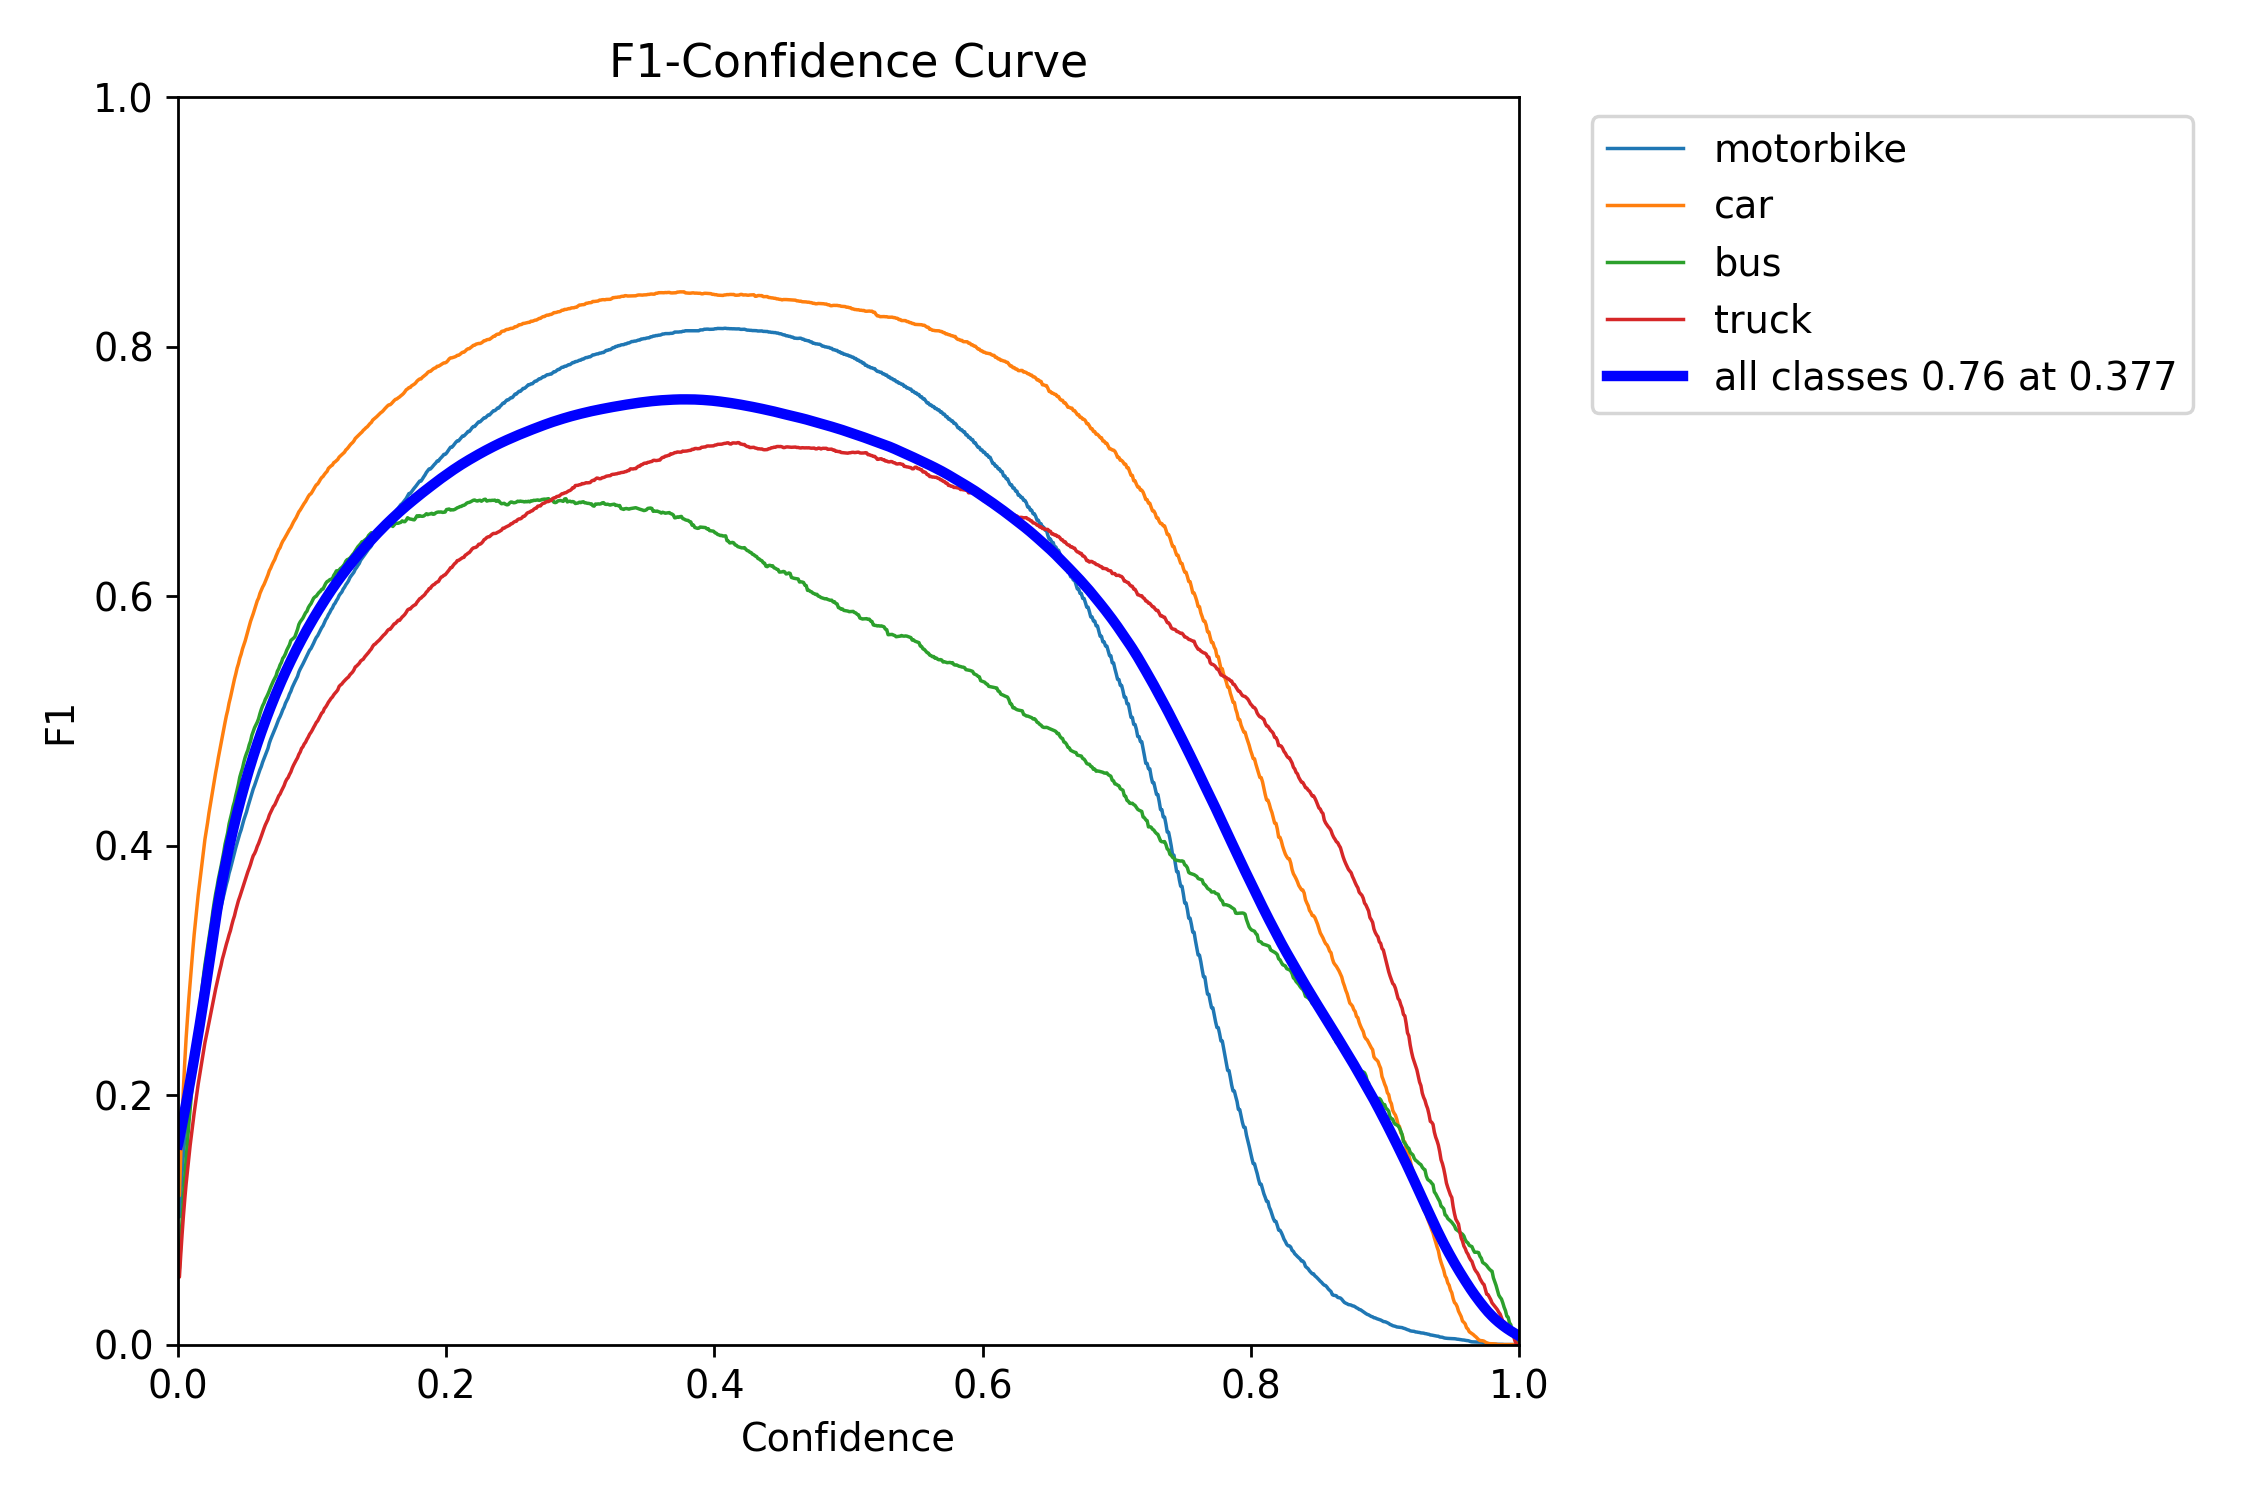 F1-Confidence Curve
1.0
0.8
0.6
0.4
0.2
0.0
F1
0.0 0.2 0.4 0.6 0.8 1.0
Confidence
motorbike
car
bus
truck
all classes 0.76 at 0.377